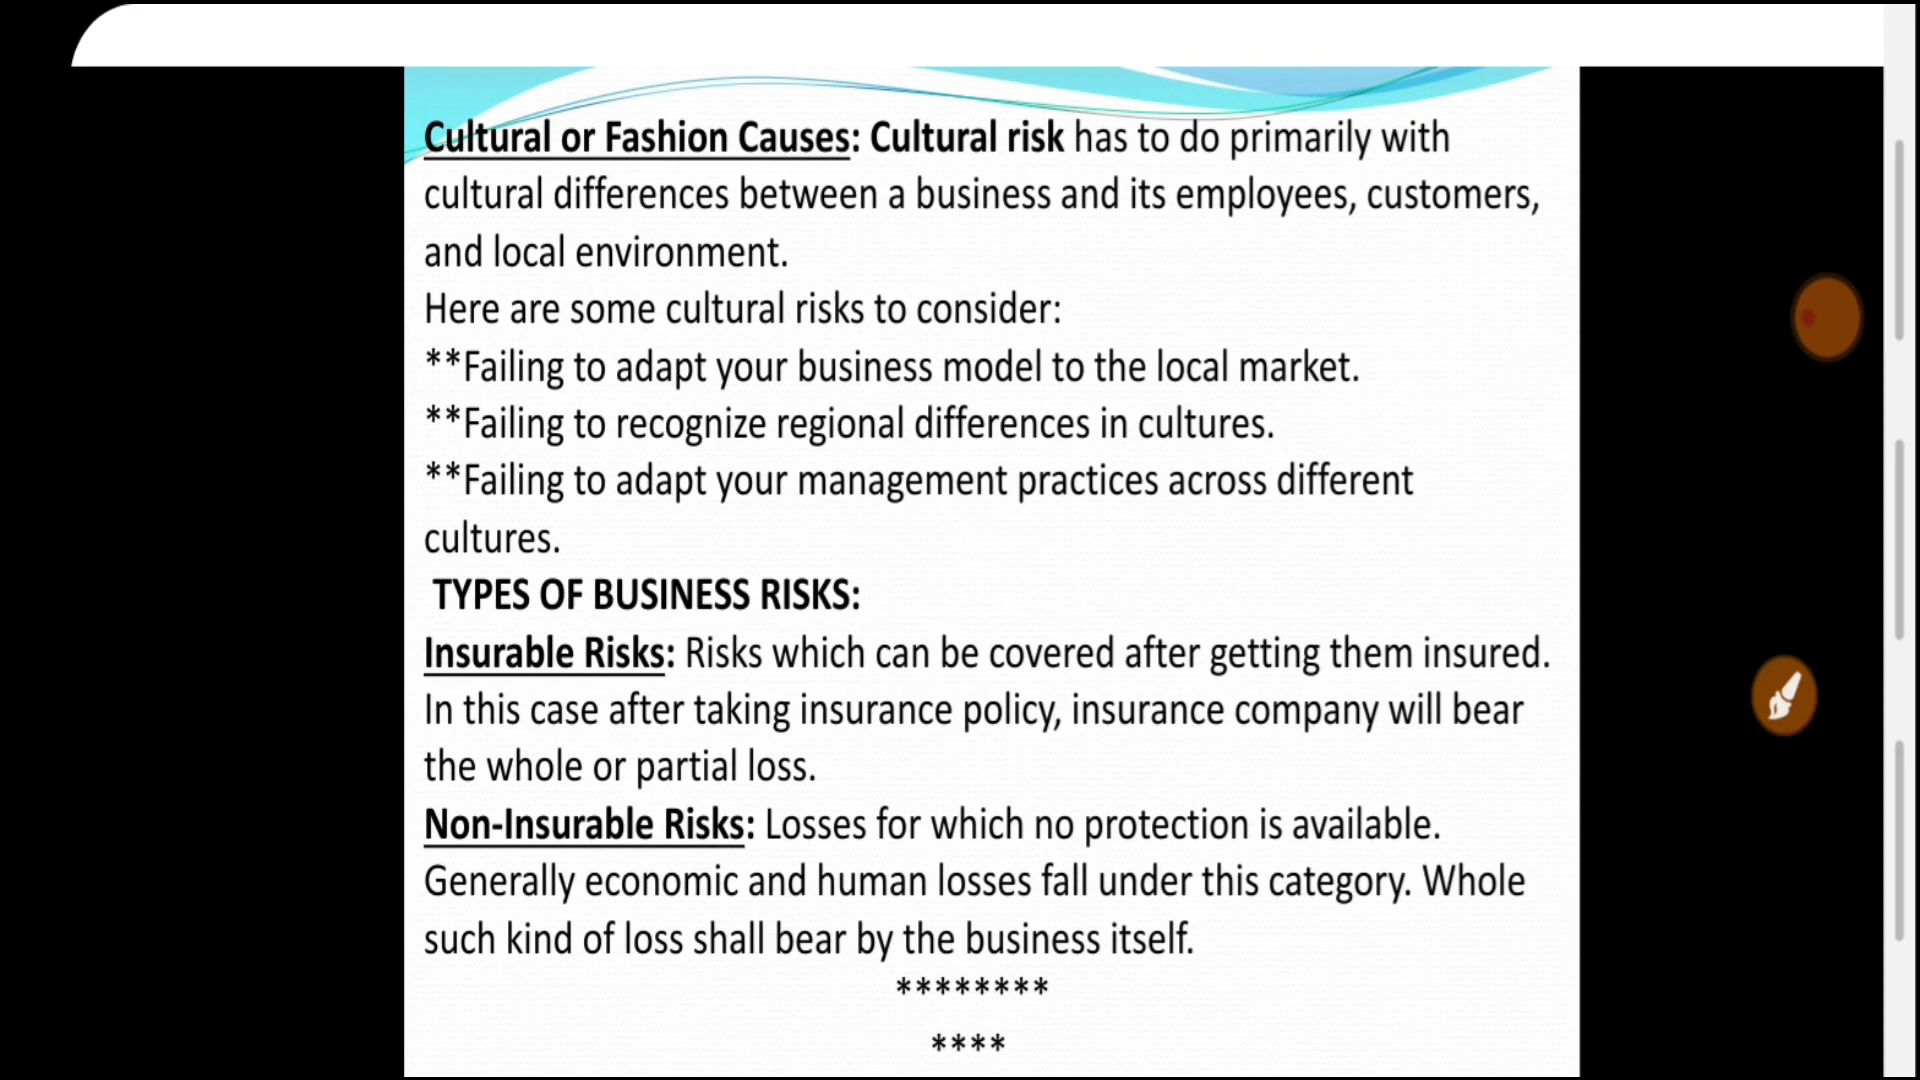 Cultural or Fashion Causes: Cultural risk has to do primarily with
cultural differences between a business and its employees, customers,
and local environment.
Here are some cultural risks to consider:
**Failing to adapt your business model to the local market.
**Failing to recognize regional differences in cultures.
**Failing to adapt your management practices across different
cultures.
TYPES OF BUSINESS RISKS:
Insurable Risks: Risks which can be covered after getting them insured.
In this case after taking insurance policy, insurance company will bear
the whole or partial loss.
Non-Insurable Risks: Losses for which no protection is available.
Generally economic and human losses fall under this category. Whole
such kind of loss shall bear by the business itself.
********
****